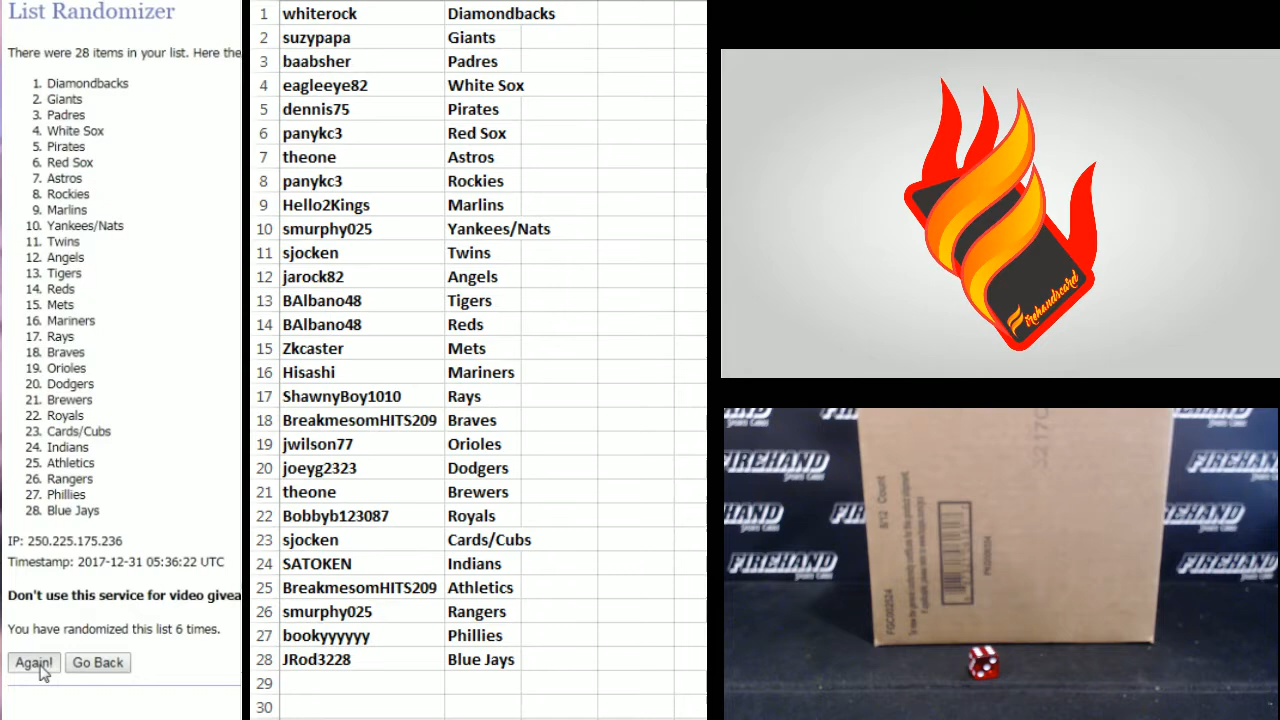 List Randomizer
There were 28 items in your list. Here the
1. Diamondbacks
2. Giants
3. Padres
4. White Sox
5. Pirates
6. Red Sox
7. Astros
8. Rockies
9. Marlins
10. Yankees/Nats
11. Twins
12. Angels
13. Tigers
14. Reds
15. Mets
16. Mariners
17. Rays
18. Braves
19. Orioles
20. Dodgers
21. Brewers
22. Royals
23. Cards/Cubs
24. Indians
25. Athletics
26. Rangers
27. Phillies
28. Blue Jays
IP: 250.225.175.236
Timestamp: 2017-12-31 05:36:22 UTC
Don't use this service for video givea
You have randomized this list 6 times.
Again! Go Back
1 whiterock Diamondbacks
2 suzypapa Giants
3 baabsher Padres
4 eagleeye82 White Sox
5 dennis75 Pirates
6 panykc3 Red Sox
7 theone Astros
8 panykc3 Rockies
9 Hello2Kings Marlins
10 smurphy025 Yankees/Nats
11 sjocken Twins
12 jarock82 Angels
13 BAlbano48 Tigers
14 BAlbano48 Reds
15 Zkcaster Mets
16 Hisashi Mariners
17 ShawnyBoy1010 Rays
18 BreakmesomHITS209 Braves
19 jwilson77 Orioles
20 joeyg2323 Dodgers
21 theone Brewers
22 Bobbyb123087 Royals
23 sjocken Cards/Cubs
24 SATOKEN Indians
25 BreakmesomHITS209 Athletics
26 smurphy025 Rangers
27 bookyyyyyy Phillies
28 JRod3228 Blue Jays
29
30
Firehandscard
FIREHAND
FIREHAND
FIREHAND
FIREHAND
FIREHAND
8/12 Count
FGC002524